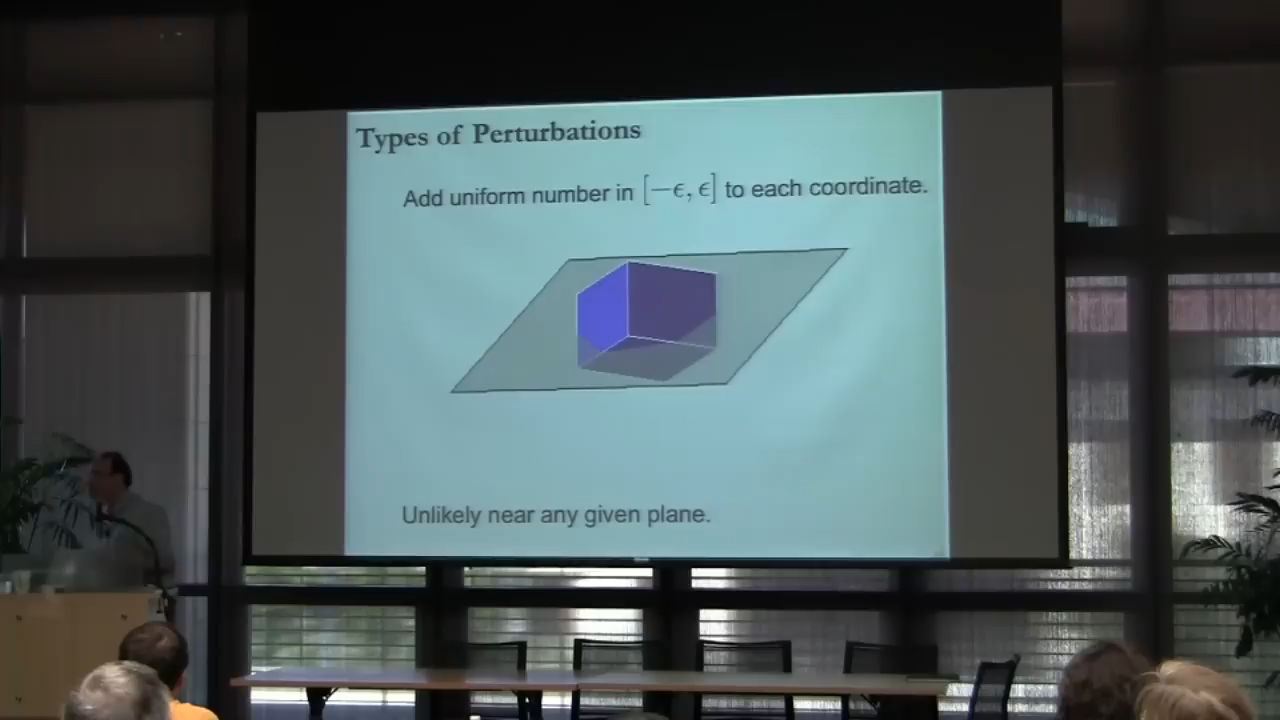 Types of Perturbations
Add uniform number in [−ϵ, ϵ] to each coordinate.
Unlikely near any given plane.